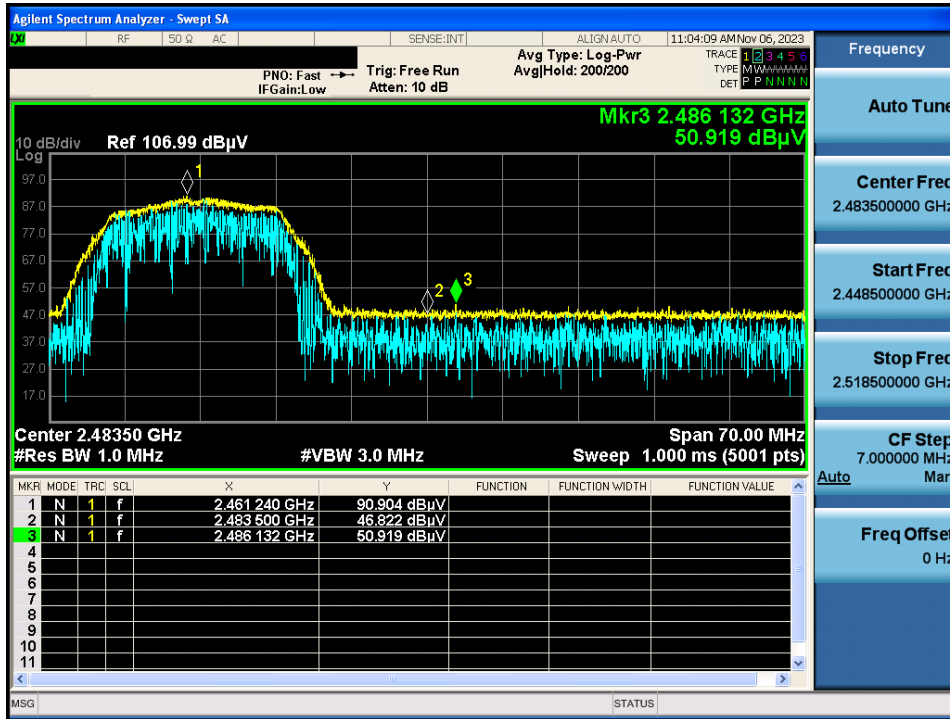 Agilent Spectrum Analyzer - Swept SA
LXI RF 50 Ω AC SENSE:INT ALIGN AUTO 11:04:09 AM Nov 06, 2023
PNO: Fast Trig: Free Run Avg Type: Log-Pwr TRACE 1 2 3 4 5 6
IFGain:Low Atten: 10 dB Avg|Hold: 200/200 TYPE M W W W W W
DET P P N N N N
Mkr3 2.486 132 GHz
50.919 dBµV
10 dB/div Ref 106.99 dBµV
Log
97.0
87.0
77.0
67.0
57.0
47.0
37.0
27.0
17.0
1
2
3
Center 2.48350 GHz Span 70.00 MHz
#Res BW 1.0 MHz #VBW 3.0 MHz Sweep 1.000 ms (5001 pts)
MKR MODE TRC SCL X Y FUNCTION FUNCTION WIDTH FUNCTION VALUE
1 N 1 f 2.461 240 GHz 90.904 dBµV
2 N 1 f 2.483 500 GHz 46.822 dBµV
3 N 1 f 2.486 132 GHz 50.919 dBµV
4
5
6
7
8
9
10
11
MSG STATUS
Frequency
Auto Tune
Center Freq
2.483500000 GHz
Start Freq
2.448500000 GHz
Stop Freq
2.518500000 GHz
CF Step
7.000000 MHz
Auto Man
Freq Offset
0 Hz